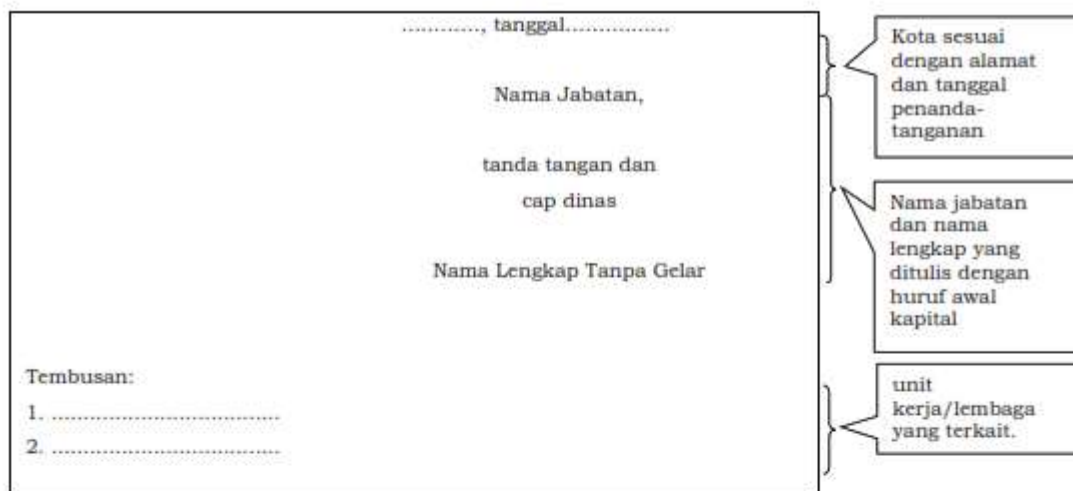 ............, tanggal................
Nama Jabatan,
tanda tangan dan
cap dinas
Nama Lengkap Tanpa Gelar
Tembusan:
1. ...................................
2. ...................................
Kota sesuai
dengan alamat
dan tanggal
penanda-
tanganan
Nama jabatan
dan nama
lengkap yang
ditulis dengan
huruf awal
kapital
unit
kerja/lembaga
yang terkait.